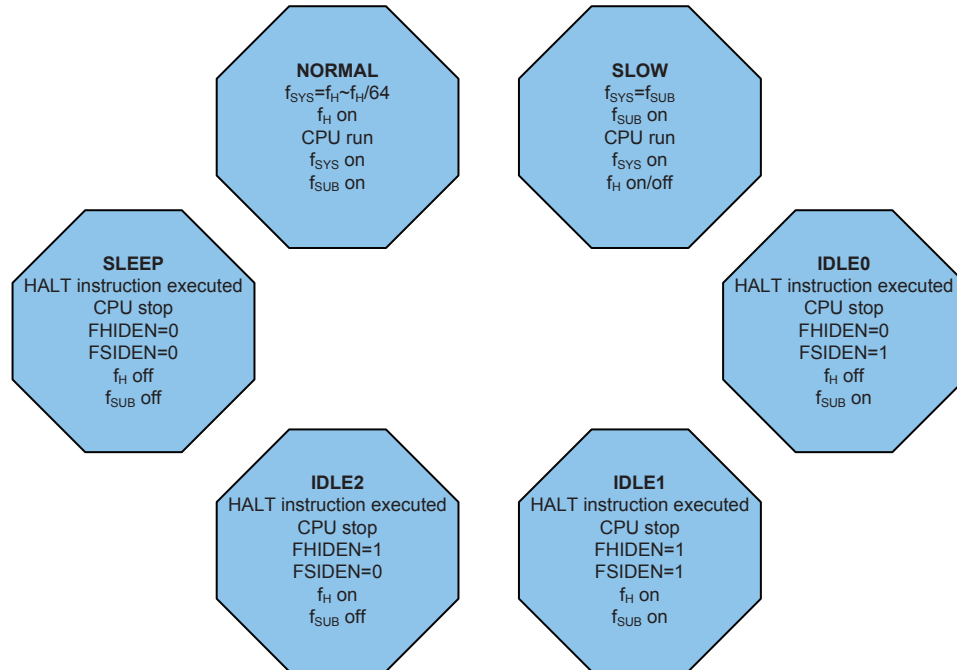 NORMAL
fSYS=fH~fH/64
fH on
CPU run
fSYS on
fSUB on
SLOW
fSYS=fSUB
fSUB on
CPU run
fSYS on
fH on/off
SLEEP
HALT instruction executed
CPU stop
FHIDEN=0
FSIDEN=0
fH off
fSUB off
IDLE0
HALT instruction executed
CPU stop
FHIDEN=0
FSIDEN=1
fH off
fSUB on
IDLE2
HALT instruction executed
CPU stop
FHIDEN=1
FSIDEN=0
fH on
fSUB off
IDLE1
HALT instruction executed
CPU stop
FHIDEN=1
FSIDEN=1
fH on
fSUB on